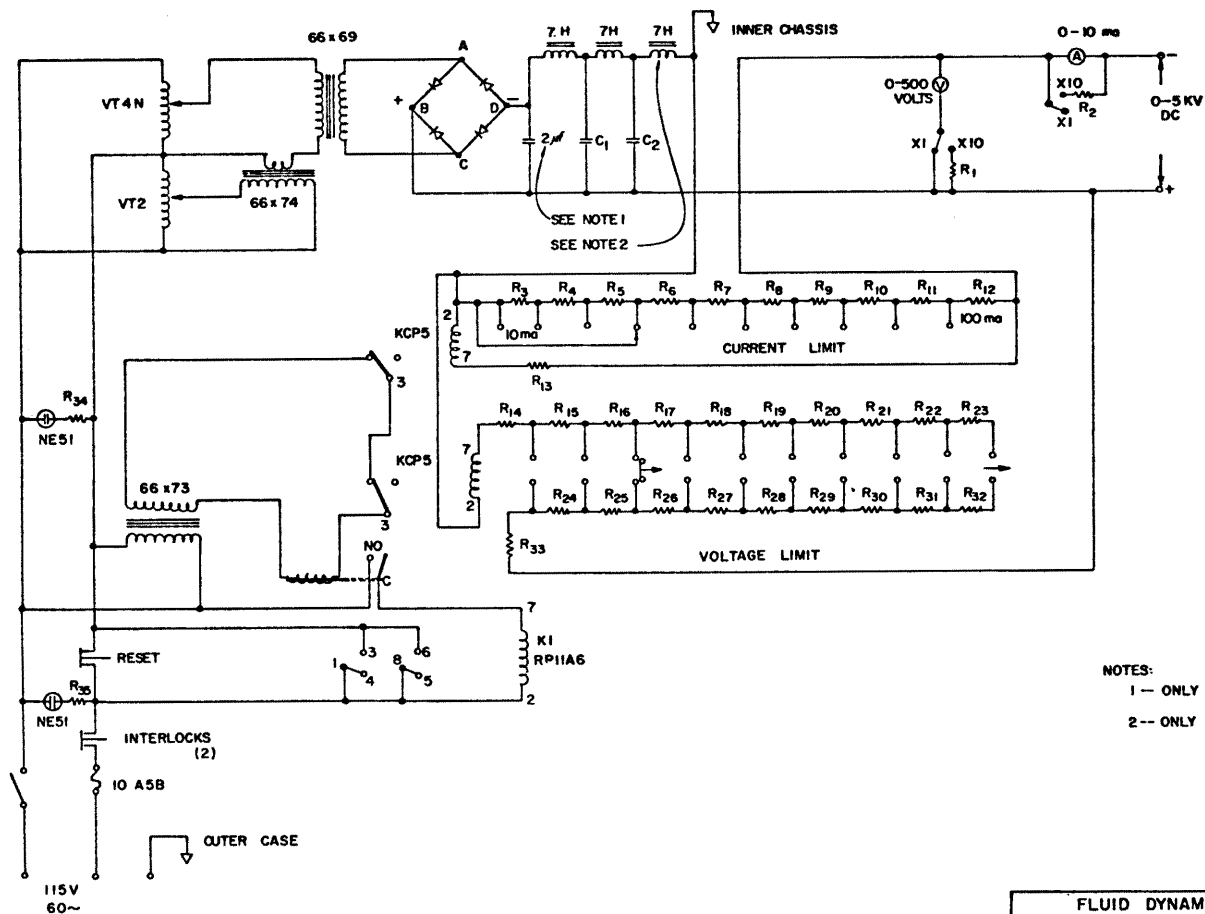 66 x 69
A
7. H
7H
7H
INNER CHASSIS
0-10 ma
A
-
VT 4 N
+
B
D
-
C
2 µf
C1
C2
0-500
VOLTS
V
X10
X1
R2
0-5 KV
DC
X1
X10
R1
+
VT2
66 x 74
SEE NOTE 1
SEE NOTE 2
R3
R4
R5
R6
R7
R8
R9
R10
R11
R12
2
7
10 ma
100 ma
CURRENT LIMIT
R13
KCP5
3
R34
NE51
R14
R15
R16
R17
R18
R19
R20
R21
R22
R23
7
2
KCP5
3
66 x 73
R24
R25
R26
R27
R28
R29
R30
R31
R32
R33
VOLTAGE LIMIT
NO
C
7
K1
RP11A6
2
RESET
1
3
4
8
6
5
R35
NE51
INTERLOCKS
(2)
10 A5B
OUTER CASE
115V
60~
NOTES:
1 -- ONLY
2 -- ONLY
FLUID DYNAM